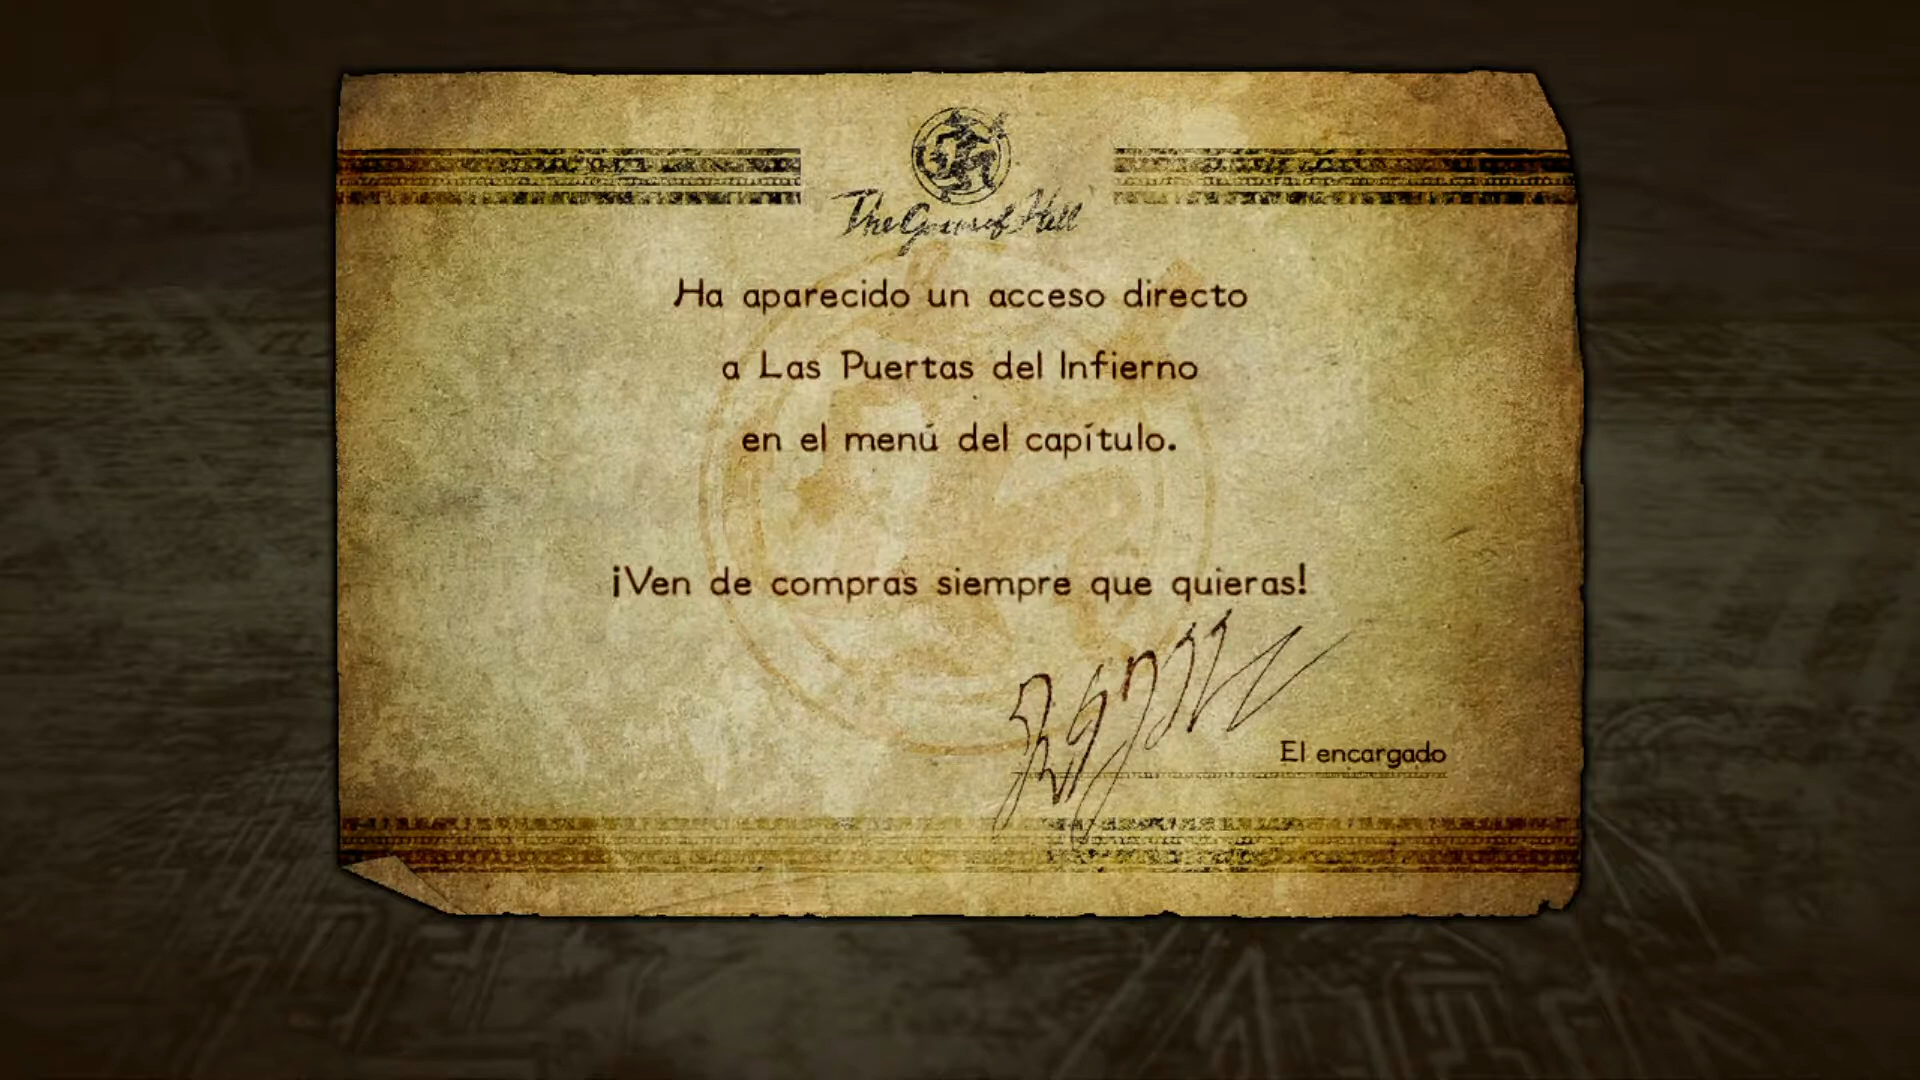 The Gates of Hell
Ha aparecido un acceso directo
a Las Puertas del Infierno
en el menú del capítulo.
¡Ven de compras siempre que quieras!
El encargado